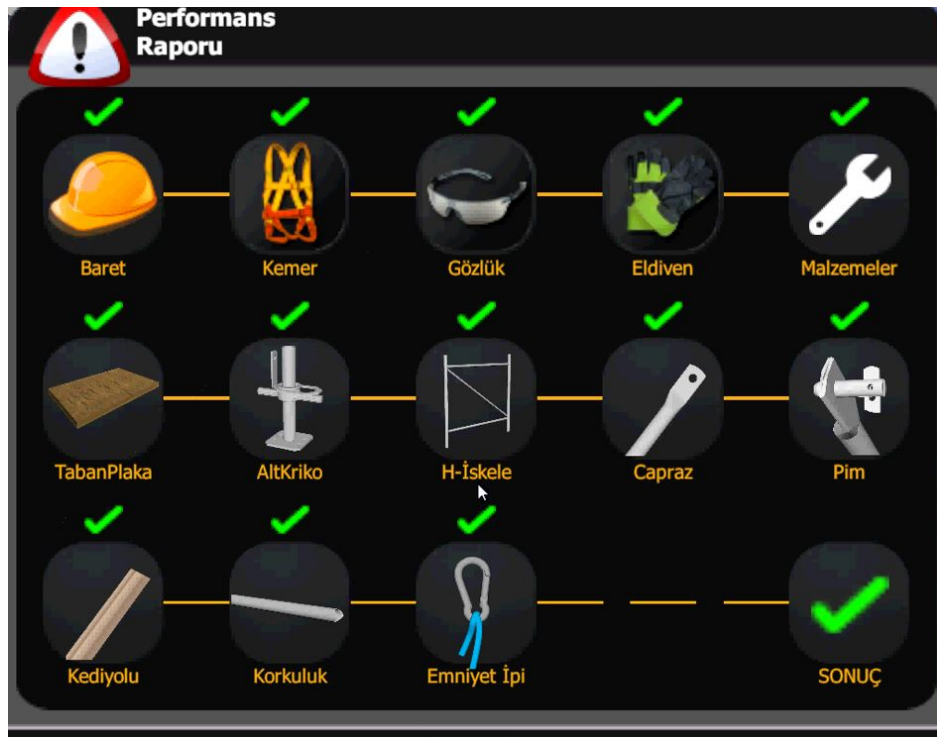 Performans
Raporu
Baret
Kemer
Gözlük
Eldiven
Malzemeler
TabanPlaka
AltKriko
H-İskele
Capraz
Pim
Kediyolu
Korkuluk
Emniyet İpi
SONUÇ